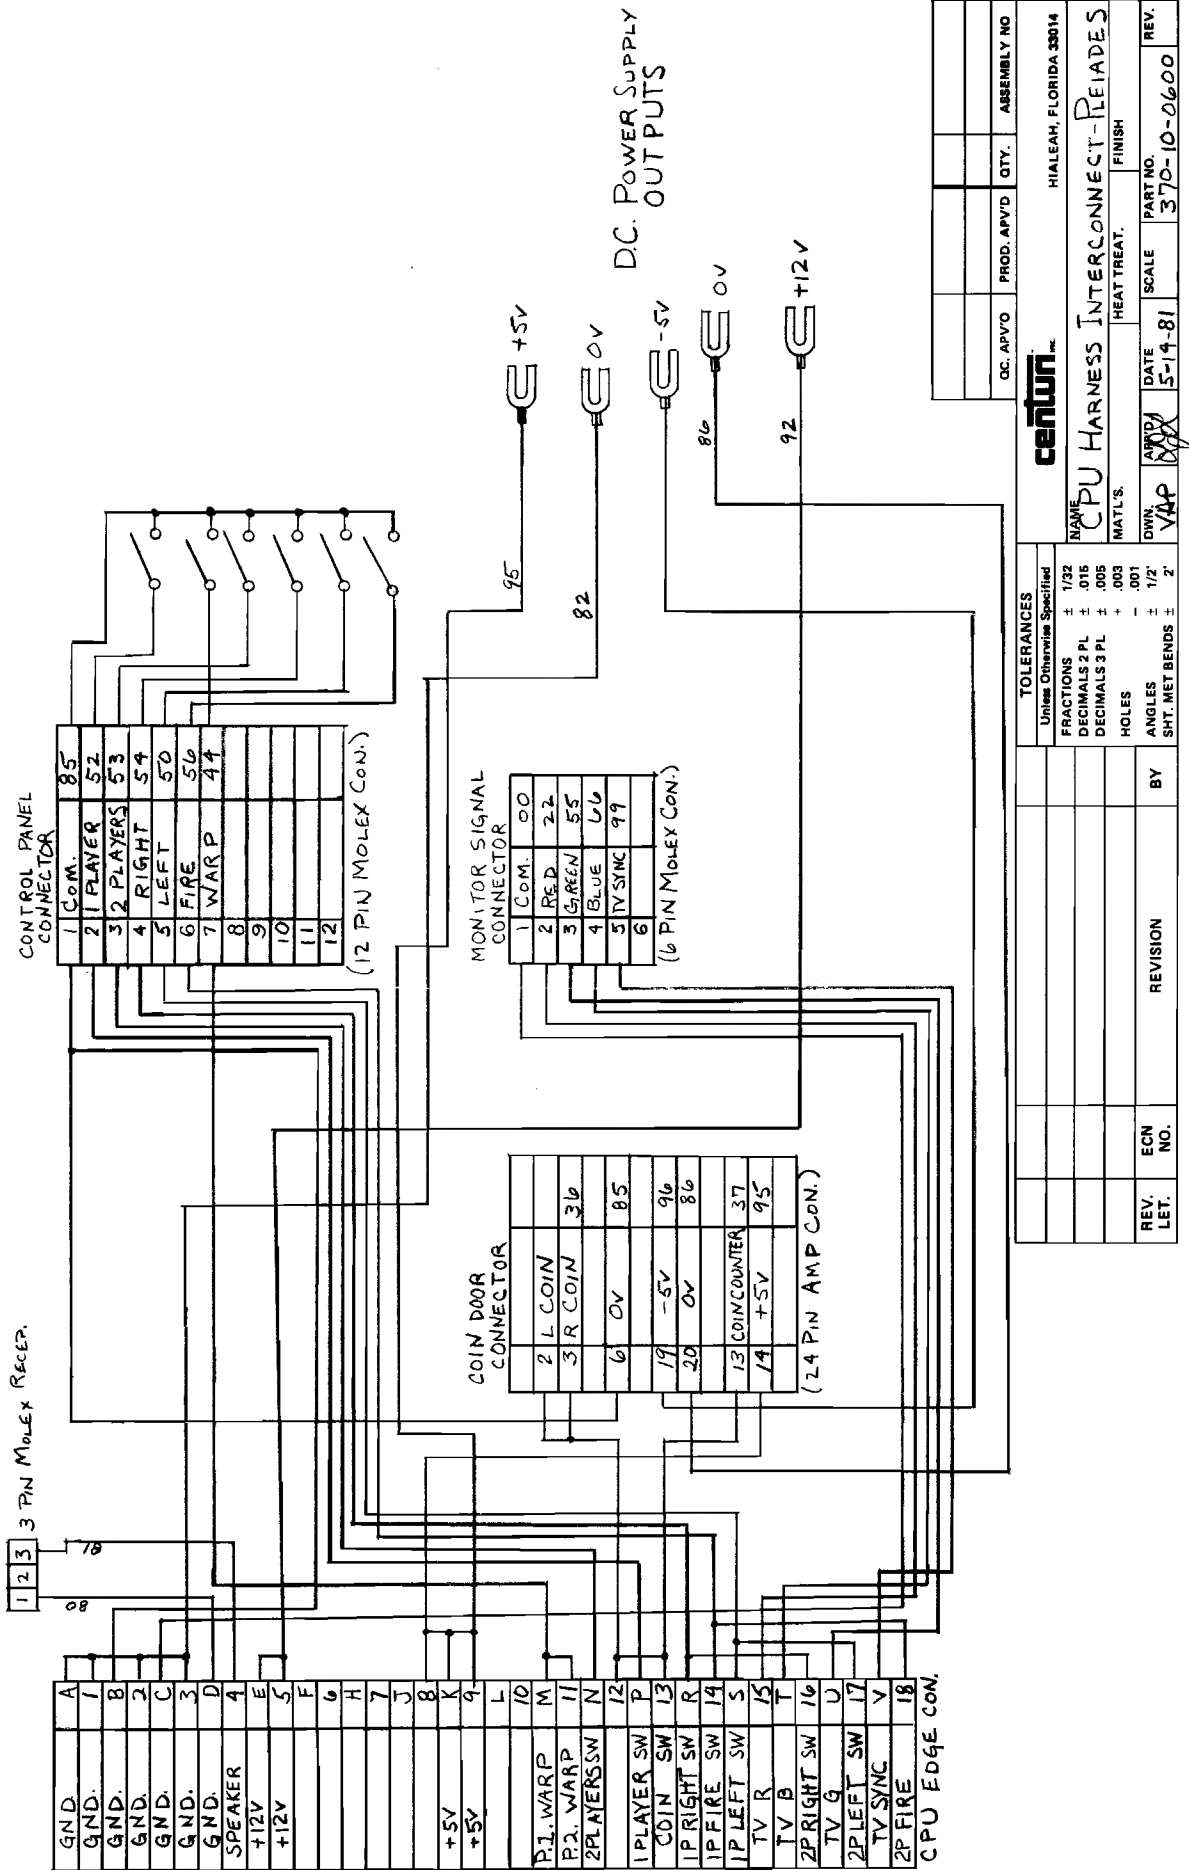 1 2 3 3 PIN MOLEX RECEP.
08
18
CONTROL PANEL
CONNECTOR
1 COM. 85
2 1 PLAYER 52
3 2 PLAYERS 53
4 RIGHT 54
5 LEFT 50
6 FIRE 56
7 WARP 44
8
9
10
11
12
(12 PIN MOLEX CON.)
MONITOR SIGNAL
CONNECTOR
1 COM. 00
2 RED 22
3 GREEN 55
4 BLUE 66
5 TV SYNC 99
6
(6 PIN MOLEX CON.)
COIN DOOR
CONNECTOR
2 L COIN
3 R COIN 36
6 0V 85
19 -5V 96
20 0V 86
13 COIN COUNTER 37
14 +5V 95
(24 PIN AMP CON.)
95 +5V
82 0V
-5V
86 0V
92 +12V
D.C. POWER SUPPLY
OUTPUTS
GND. A
GND. 1
GND. B
GND. 2
GND. C
GND. 3
GND. D
SPEAKER 4
+12V E
+12V 5
F
6
H
7
J
8
+5V K
+5V 9
L
10
P.1. WARP M
P.2. WARP 11
2PLAYERS SW N
12
1PLAYER SW P
COIN SW 13
1P RIGHT SW R
1P FIRE SW 14
1P LEFT SW S
TV R 15
TV B T
2P RIGHT SW 16
TV G U
2P LEFT SW 17
TV SYNC V
2P FIRE 18
CPU EDGE CON.
REV. LET.
ECN NO.
REVISION
BY
TOLERANCES
Unless Otherwise Specified
FRACTIONS ± 1/32
DECIMALS 2 PL ± .015
DECIMALS 3 PL ± .005
HOLES + .003
- .001
ANGLES ± 1/2°
SHT. MET BENDS ± 2°
QC. APV'D PROD. APV'D QTY. ASSEMBLY NO
centuri INC. HIALEAH, FLORIDA 33014
NAME CPU HARNESS INTERCONNECT-PLEIADES
MATL'S. HEAT TREAT. FINISH
DWN. VAP APR'D DATE 5-14-81 SCALE PART NO. 370-10-0600 REV.